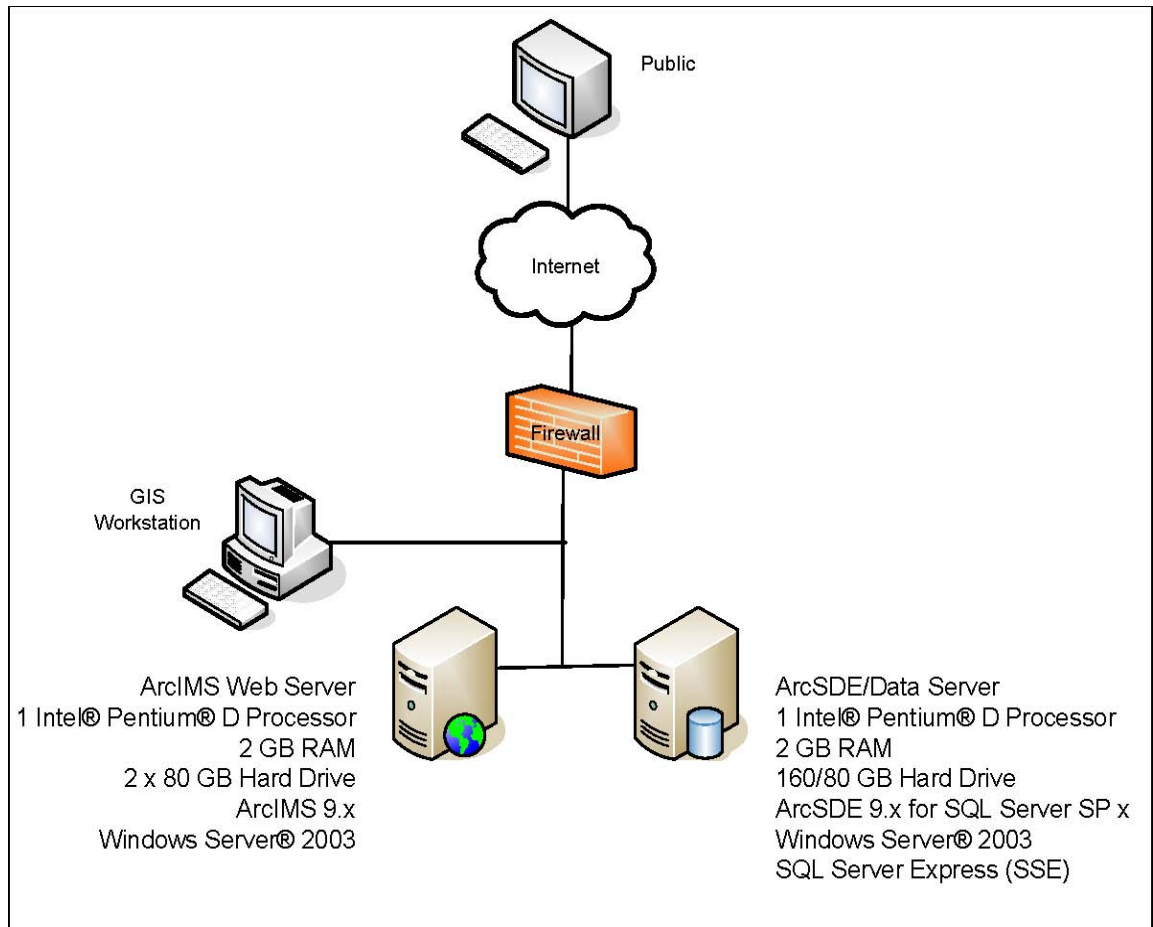 Public
Internet
Firewall
GIS
Workstation
ArcIMS Web Server
1 Intel® Pentium® D Processor
2 GB RAM
2 x 80 GB Hard Drive
ArcIMS 9.x
Windows Server® 2003
ArcSDE/Data Server
1 Intel® Pentium® D Processor
2 GB RAM
160/80 GB Hard Drive
ArcSDE 9.x for SQL Server SP x
Windows Server® 2003
SQL Server Express (SSE)